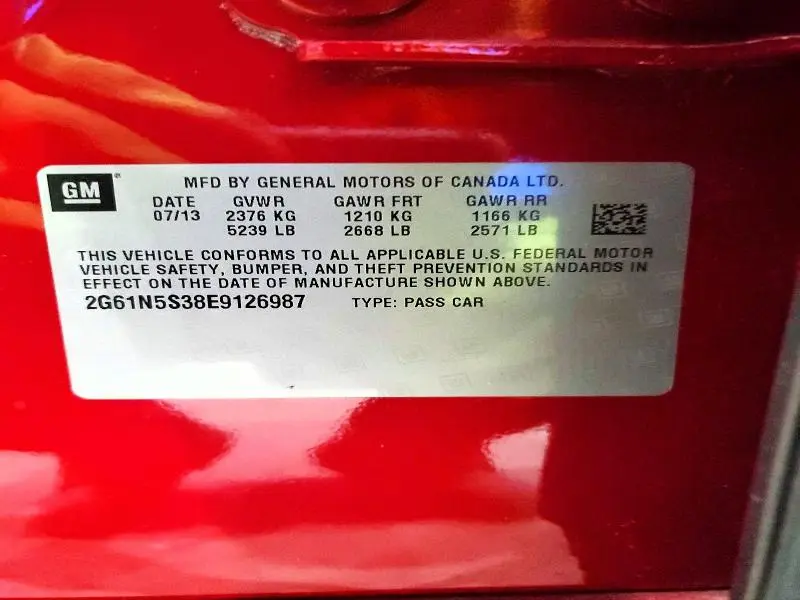 GM MFD BY GENERAL MOTORS OF CANADA LTD.
DATE GVWR GAWR FRT GAWR RR
07/13 2376 KG 1210 KG 1166 KG
5239 LB 2668 LB 2571 LB
THIS VEHICLE CONFORMS TO ALL APPLICABLE U.S. FEDERAL MOTOR
VEHICLE SAFETY, BUMPER, AND THEFT PREVENTION STANDARDS IN
EFFECT ON THE DATE OF MANUFACTURE SHOWN ABOVE.
2G61N5S38E9126987 TYPE: PASS CAR